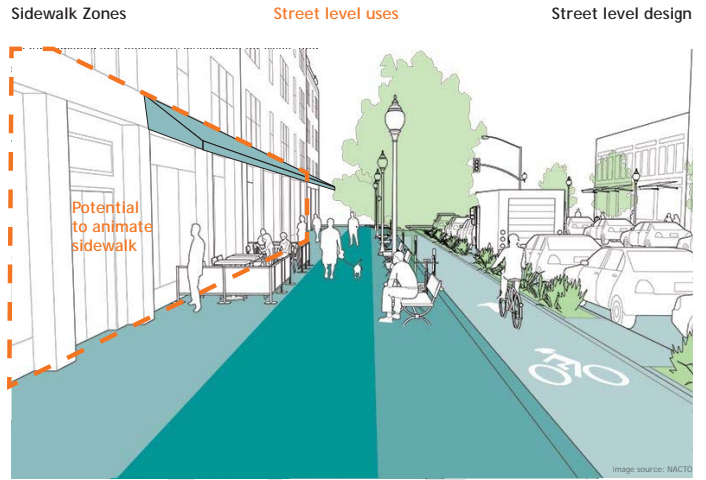 Sidewalk Zones
Street level uses
Street level design
Potential
to animate
sidewalk
Image source: NACTO